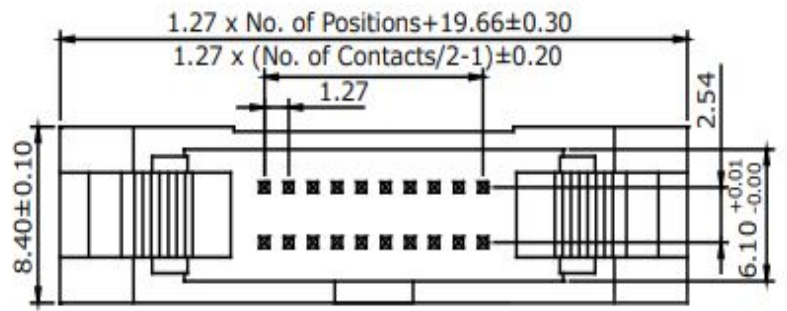 1.27 x No. of Positions+19.66±0.30
1.27 x (No. of Contacts/2-1)±0.20
1.27
2.54
8.40±0.10
6.10 +0.01 -0.00